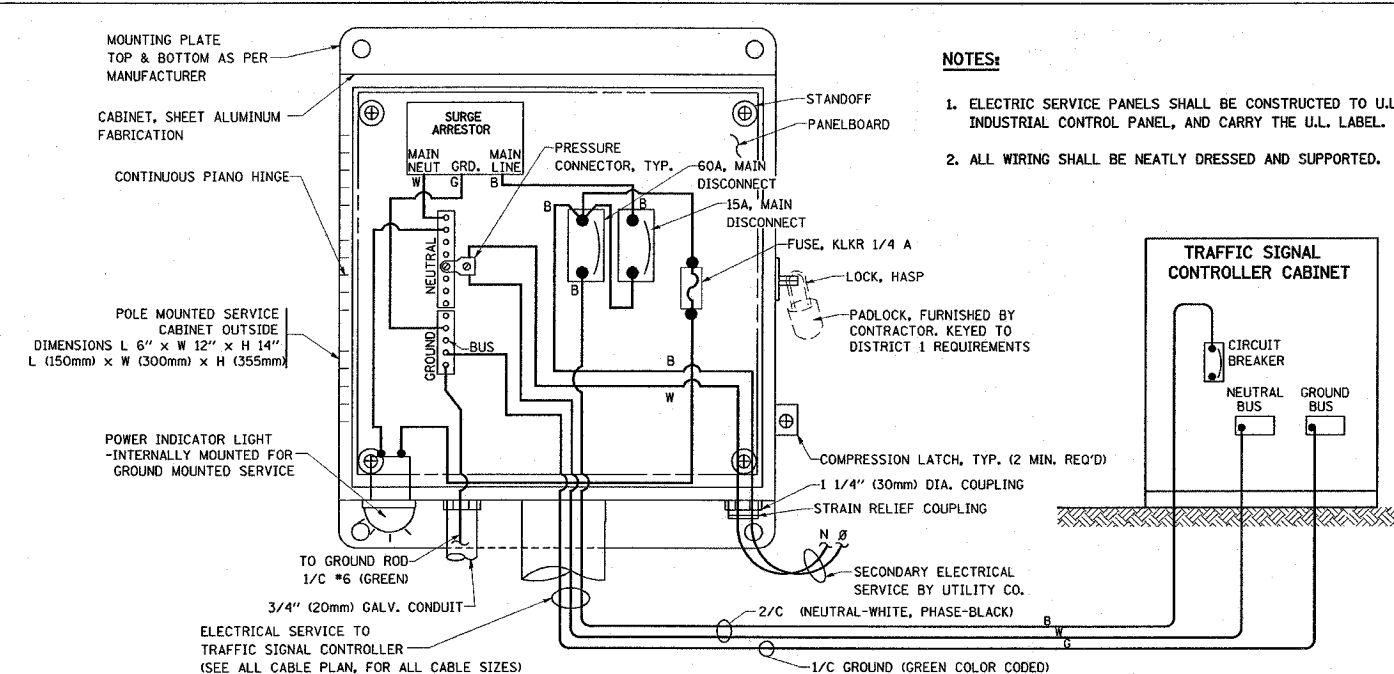 MOUNTING PLATE
TOP & BOTTOM AS PER
MANUFACTURER
CABINET, SHEET ALUMINUM
FABRICATION
CONTINUOUS PIANO HINGE
POLE MOUNTED SERVICE
CABINET OUTSIDE
DIMENSIONS L 6" x W 12" x H 14"
L (150mm) x W (300mm) x H (355mm)
POWER INDICATOR LIGHT
-INTERNALLY MOUNTED FOR
GROUND MOUNTED SERVICE
TO GROUND ROD
1/C #6 (GREEN)
3/4" (20mm) GALV. CONDUIT
ELECTRICAL SERVICE TO
TRAFFIC SIGNAL CONTROLLER
(SEE ALL CABLE PLAN, FOR ALL CABLE SIZES)
SURGE
ARRESTOR
MAIN
NEUT
GRD.
MAIN
LINE
W
G
B
PRESSURE
CONNECTOR, TYP.
NEUTRAL
GROUND
BUS
B
B
B
B
W
STANDOFF
PANELBOARD
60A, MAIN
DISCONNECT
15A, MAIN
DISCONNECT
FUSE, KLKR 1/4 A
LOCK, HASP
PADLOCK, FURNISHED BY
CONTRACTOR. KEYED TO
DISTRICT 1 REQUIREMENTS
COMPRESSION LATCH, TYP. (2 MIN. REQ'D)
1 1/4" (30mm) DIA. COUPLING
STRAIN RELIEF COUPLING
N Ø
SECONDARY ELECTRICAL
SERVICE BY UTILITY CO.
2/C (NEUTRAL-WHITE, PHASE-BLACK)
B
W
G
1/C GROUND (GREEN COLOR CODED)
NOTES:
1. ELECTRIC SERVICE PANELS SHALL BE CONSTRUCTED TO U.L
INDUSTRIAL CONTROL PANEL, AND CARRY THE U.L. LABEL.
2. ALL WIRING SHALL BE NEATLY DRESSED AND SUPPORTED.
TRAFFIC SIGNAL
CONTROLLER CABINET
CIRCUIT
BREAKER
NEUTRAL
BUS
GROUND
BUS